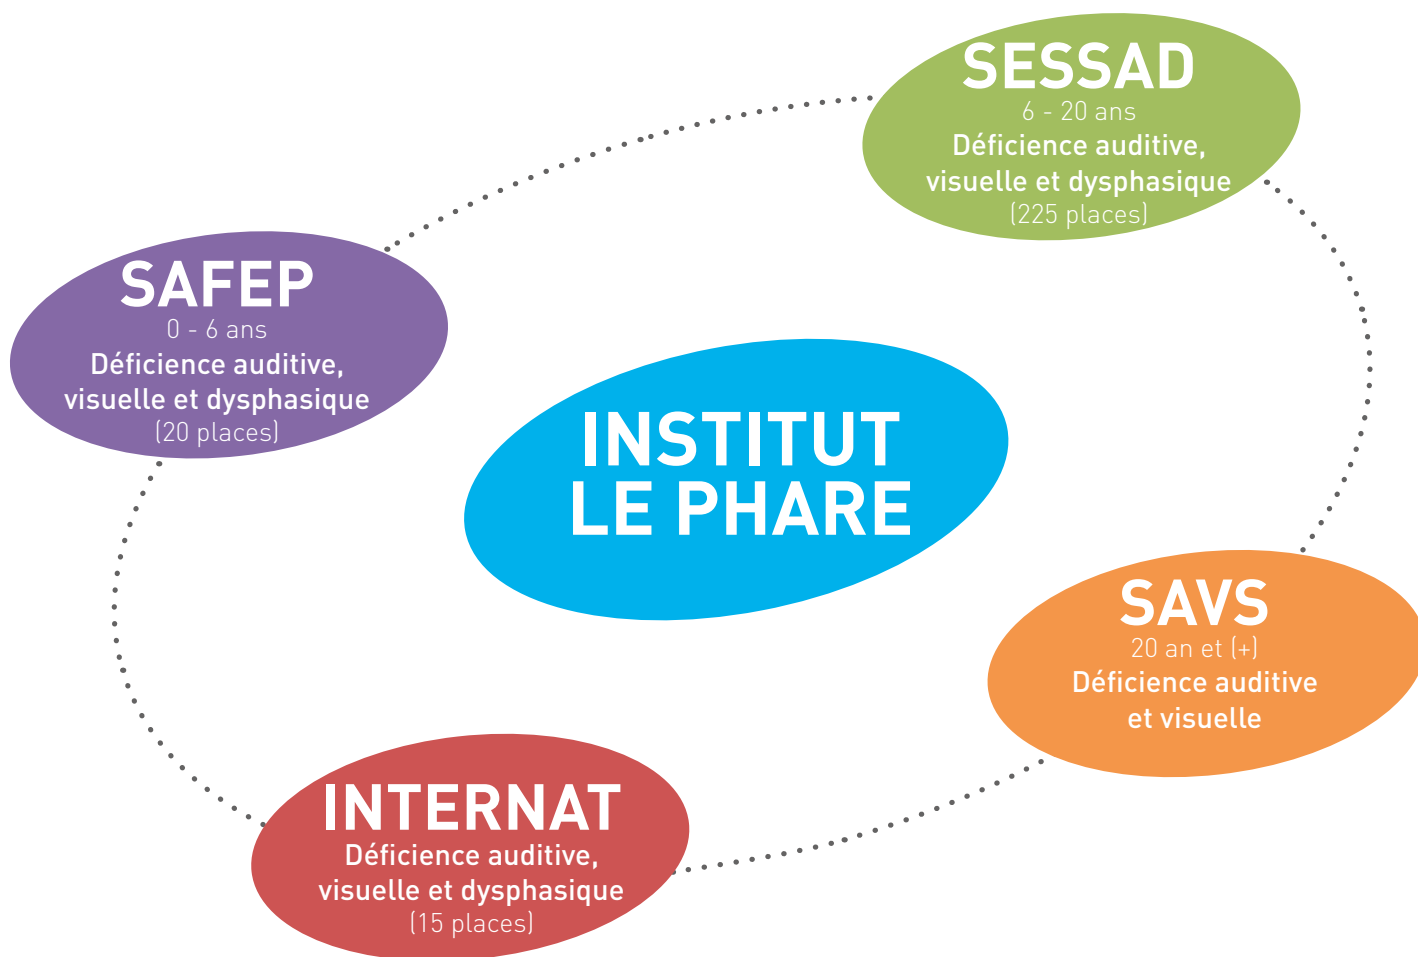 SESSAD
6 - 20 ans
Déficience auditive,
visuelle et dysphasique
(225 places)
SAFEP
0 - 6 ans
Déficience auditive,
visuelle et dysphasique
(20 places)
INSTITUT
LE PHARE
SAVS
20 an et (+)
Déficience auditive
et visuelle
INTERNAT
Déficience auditive,
visuelle et dysphasique
(15 places)